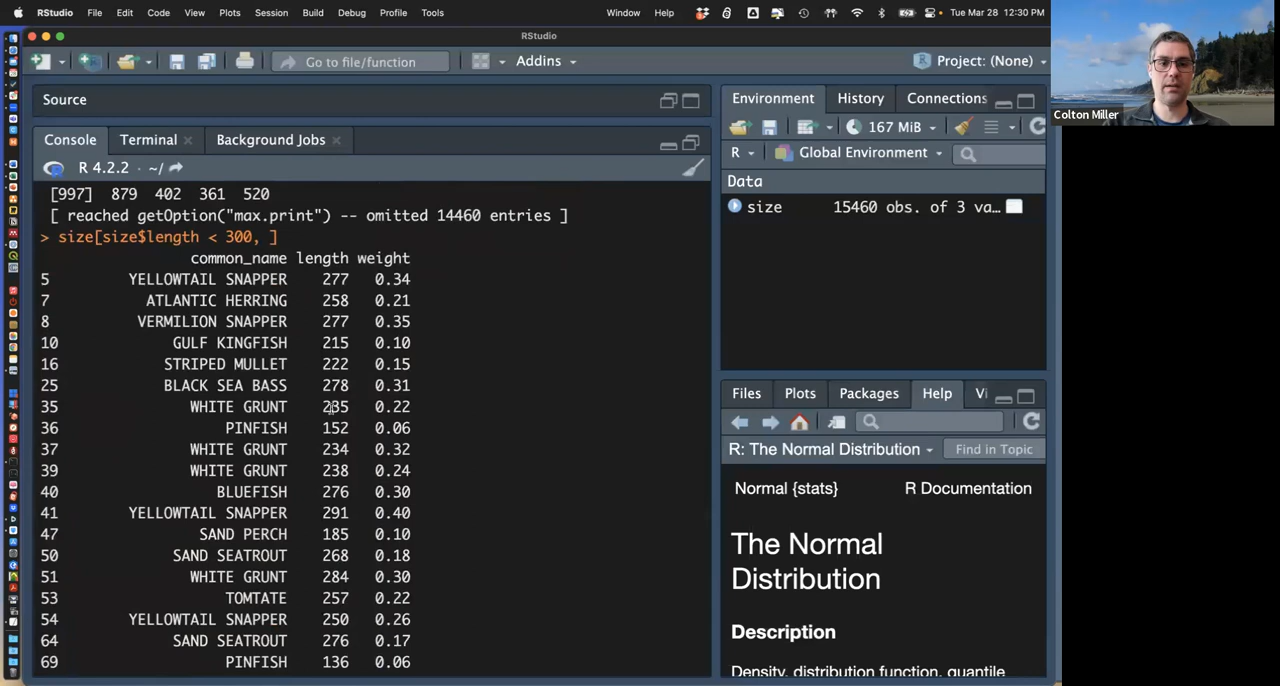 RStudio File Edit Code View Plots Session Build Debug Profile Tools Window Help Tue Mar 28 12:30 PM
RStudio
Go to file/function Addins Project: (None)
Source
Console Terminal Background Jobs
R 4.2.2 · ~/
[997] 879 402 361 520
[ reached getOption("max.print") -- omitted 14460 entries ]
> size[size$length < 300, ]
common_name length weight
5 YELLOWTAIL SNAPPER 277 0.34
7 ATLANTIC HERRING 258 0.21
8 VERMILION SNAPPER 277 0.35
10 GULF KINGFISH 215 0.10
16 STRIPED MULLET 222 0.15
25 BLACK SEA BASS 278 0.31
35 WHITE GRUNT 235 0.22
36 PINFISH 152 0.06
37 WHITE GRUNT 234 0.32
39 WHITE GRUNT 238 0.24
40 BLUEFISH 276 0.30
41 YELLOWTAIL SNAPPER 291 0.40
47 SAND PERCH 185 0.10
50 SAND SEATROUT 268 0.18
51 WHITE GRUNT 284 0.30
53 TOMTATE 257 0.22
54 YELLOWTAIL SNAPPER 250 0.26
64 SAND SEATROUT 276 0.17
69 PINFISH 136 0.06
Environment History Connections
167 MiB
R Global Environment
Data
size 15460 obs. of 3 va…
Files Plots Packages Help Vi
R: The Normal Distribution Find in Topic
Normal {stats} R Documentation
The Normal
Distribution
Description
Density, distribution function, quantile
Colton Miller